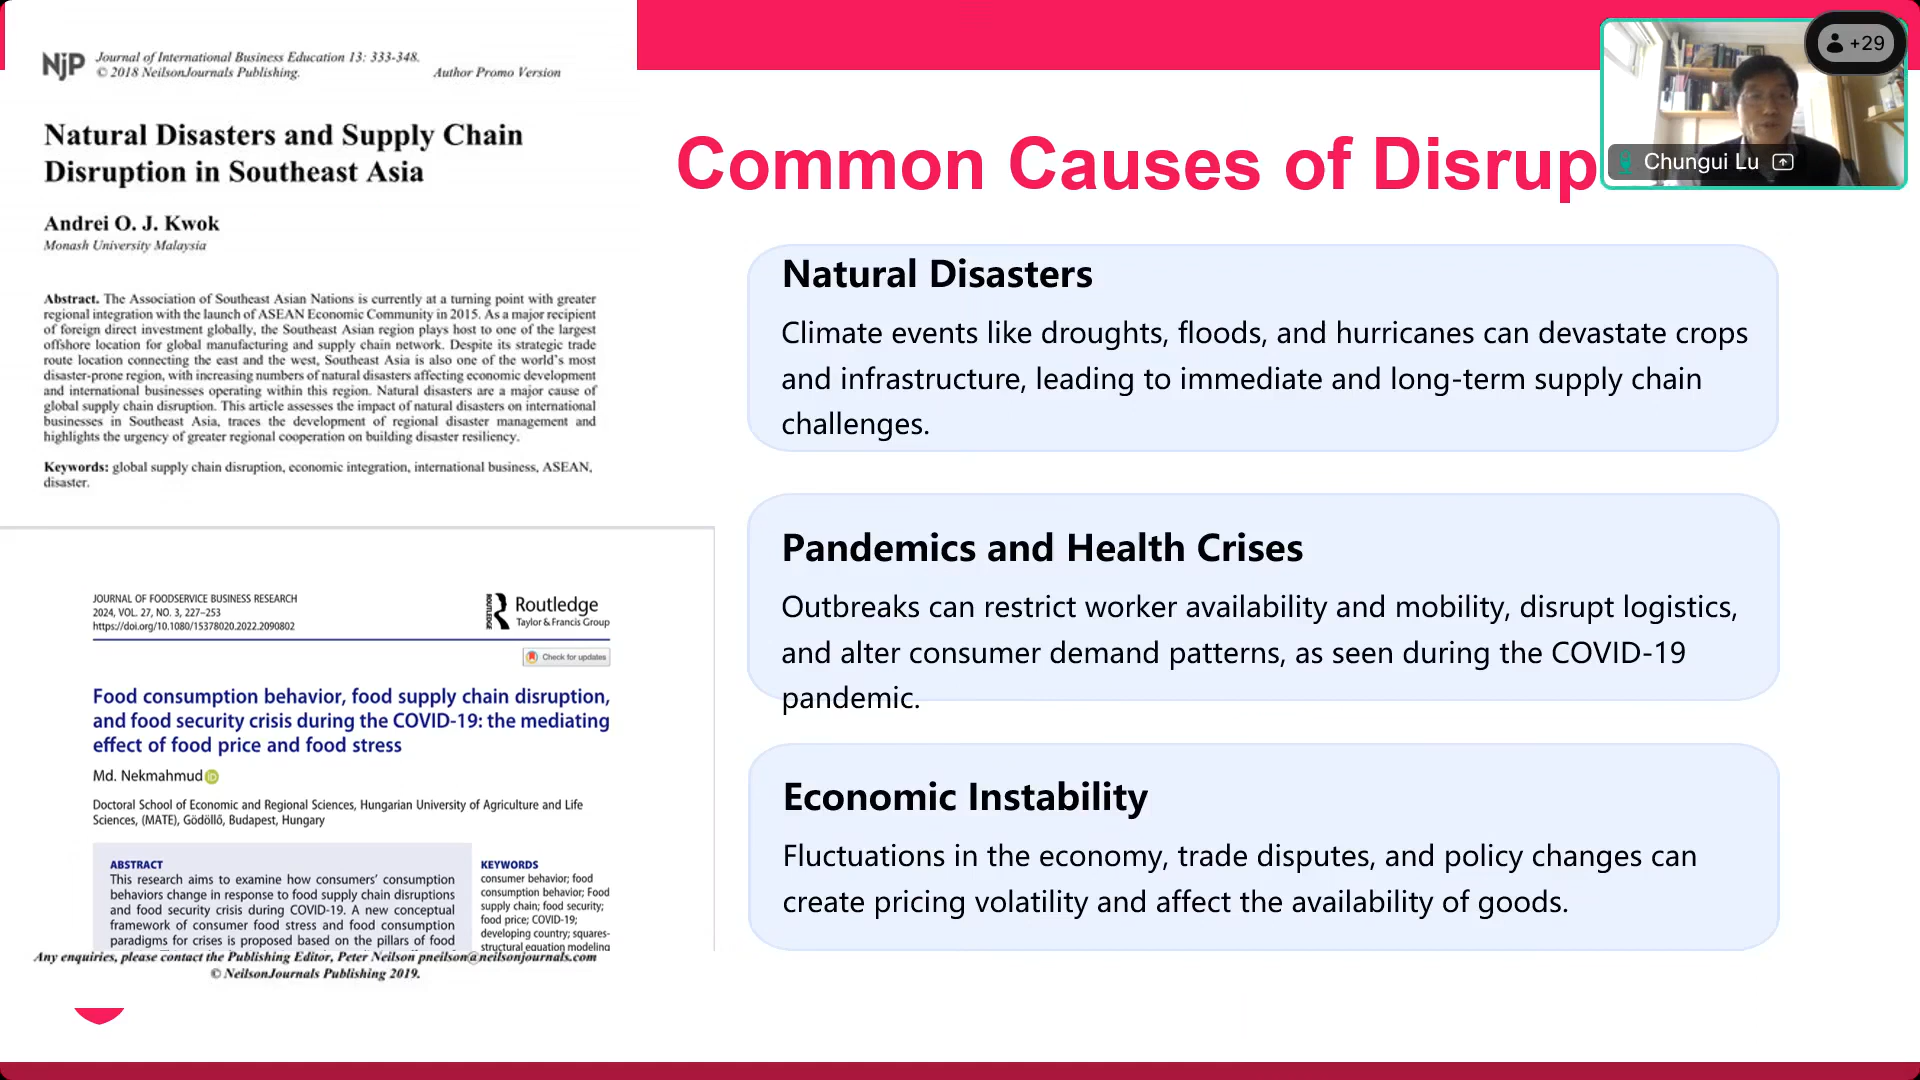 NJP
Journal of International Business Education 13: 333-348.
© 2018 NeilsonJournals Publishing.
Author Promo Version
Natural Disasters and Supply Chain
Disruption in Southeast Asia
Andrei O. J. Kwok
Monash University Malaysia
Abstract. The Association of Southeast Asian Nations is currently at a turning point with greater
regional integration with the launch of ASEAN Economic Community in 2015. As a major recipient
of foreign direct investment globally, the Southeast Asian region plays host to one of the largest
offshore location for global manufacturing and supply chain network. Despite its strategic trade
route location connecting the east and the west, Southeast Asia is also one of the world's most
disaster-prone region, with increasing numbers of natural disasters affecting economic development
and international businesses operating within this region. Natural disasters are a major cause of
global supply chain disruption. This article assesses the impact of natural disasters on international
businesses in Southeast Asia, traces the development of regional disaster management and
highlights the urgency of greater regional cooperation on building disaster resiliency.
Keywords: global supply chain disruption, economic integration, international business, ASEAN,
disaster.
JOURNAL OF FOODSERVICE BUSINESS RESEARCH
2024, VOL. 27, NO. 3, 227–253
https://doi.org/10.1080/15378020.2022.2090802
ROUTLEDGE
Routledge
Taylor & Francis Group
Check for updates
Food consumption behavior, food supply chain disruption,
and food security crisis during the COVID-19: the mediating
effect of food price and food stress
Md. Nekmahmud iD
Doctoral School of Economic and Regional Sciences, Hungarian University of Agriculture and Life
Sciences, (MATE), Gödöllő, Budapest, Hungary
ABSTRACT
This research aims to examine how consumers' consumption
behaviors change in response to food supply chain disruptions
and food security crisis during COVID-19. A new conceptual
framework of consumer food stress and food consumption
paradigms for crises is proposed based on the pillars of food
KEYWORDS
consumer behavior; food
consumption behavior; Food
supply chain; food security;
food price; COVID-19;
developing country; squares-
structural equation modeling
Any enquiries, please contact the Publishing Editor, Peter Neilson pneilson@neilsonjournals.com
© NeilsonJournals Publishing 2019.
Common Causes of Disrup
Natural Disasters
Climate events like droughts, floods, and hurricanes can devastate crops
and infrastructure, leading to immediate and long-term supply chain
challenges.
Pandemics and Health Crises
Outbreaks can restrict worker availability and mobility, disrupt logistics,
and alter consumer demand patterns, as seen during the COVID-19
pandemic.
Economic Instability
Fluctuations in the economy, trade disputes, and policy changes can
create pricing volatility and affect the availability of goods.
+29
Chungui Lu